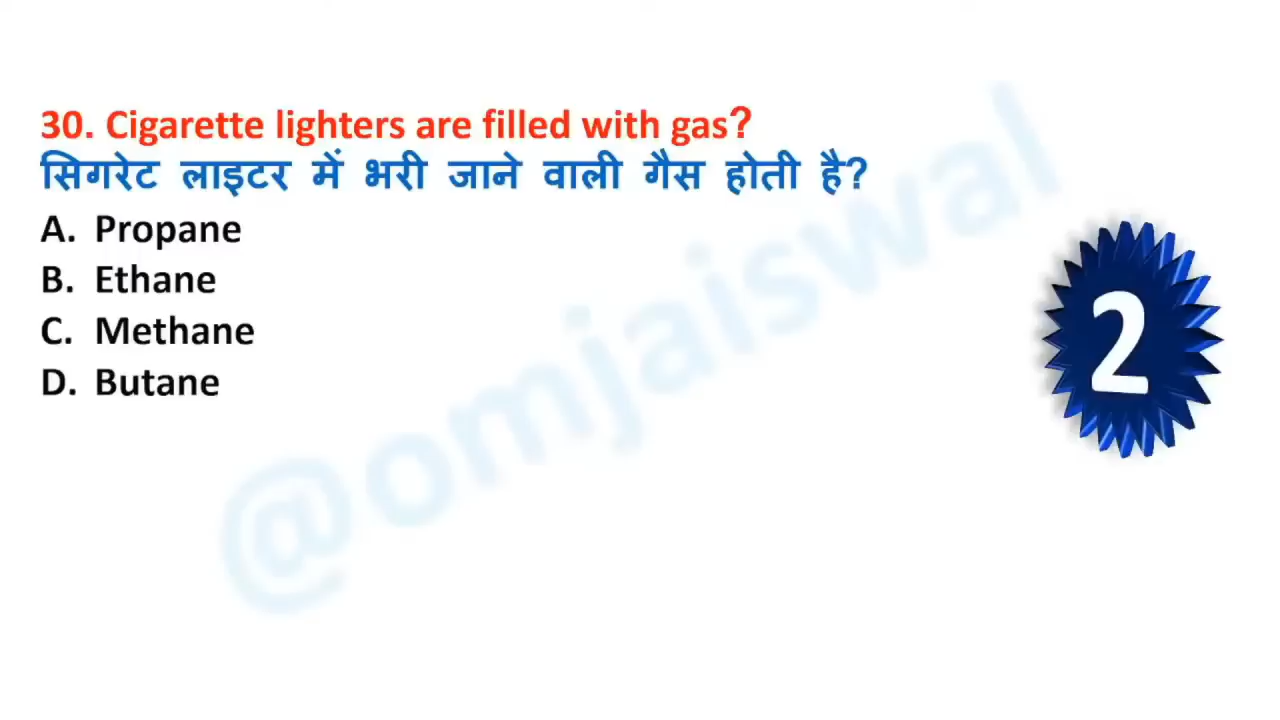 30. Cigarette lighters are filled with gas?
सिगरेट लाइटर में भरी जाने वाली गैस होती है?
A. Propane
B. Ethane
C. Methane
D. Butane
2
@omjaiswal